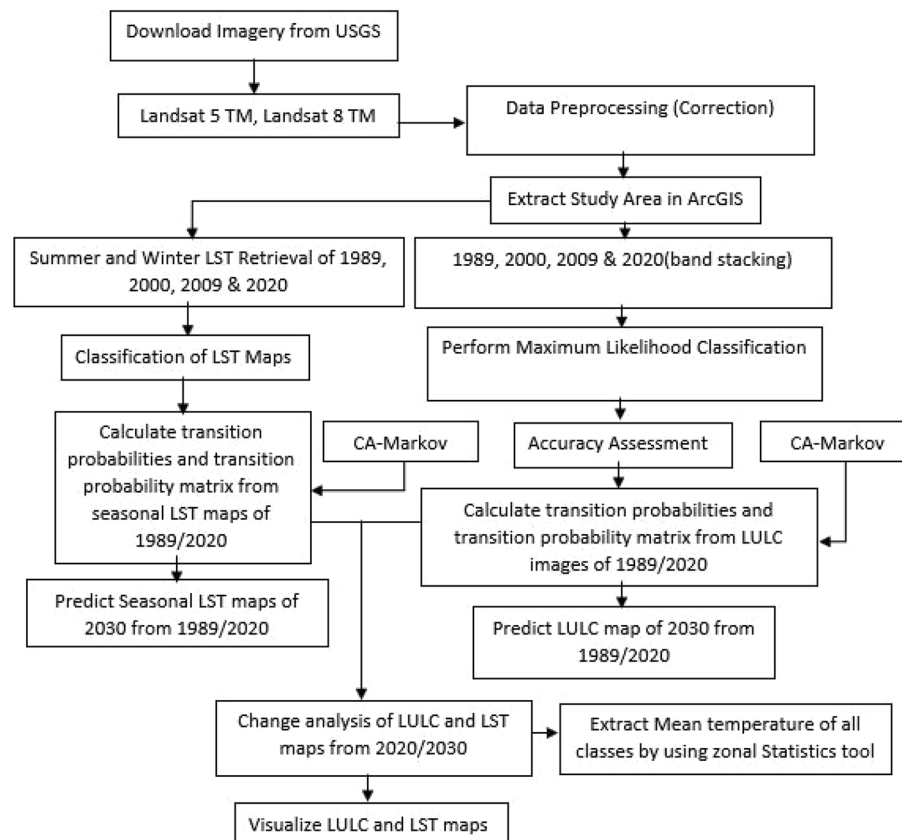 Download Imagery from USGS
Landsat 5 TM, Landsat 8 TM
Data Preprocessing (Correction)
Extract Study Area in ArcGIS
Summer and Winter LST Retrieval of 1989,
2000, 2009 & 2020
1989, 2000, 2009 & 2020(band stacking)
Classification of LST Maps
Perform Maximum Likelihood Classification
Calculate transition
probabilities and transition
probability matrix from
seasonal LST maps of
1989/2020
CA-Markov
Accuracy Assessment
CA-Markov
Calculate transition probabilities and
transition probability matrix from LULC
images of 1989/2020
Predict Seasonal LST maps of
2030 from 1989/2020
Predict LULC map of 2030 from
1989/2020
Change analysis of LULC and LST
maps from 2020/2030
Extract Mean temperature of all
classes by using zonal Statistics tool
Visualize LULC and LST maps